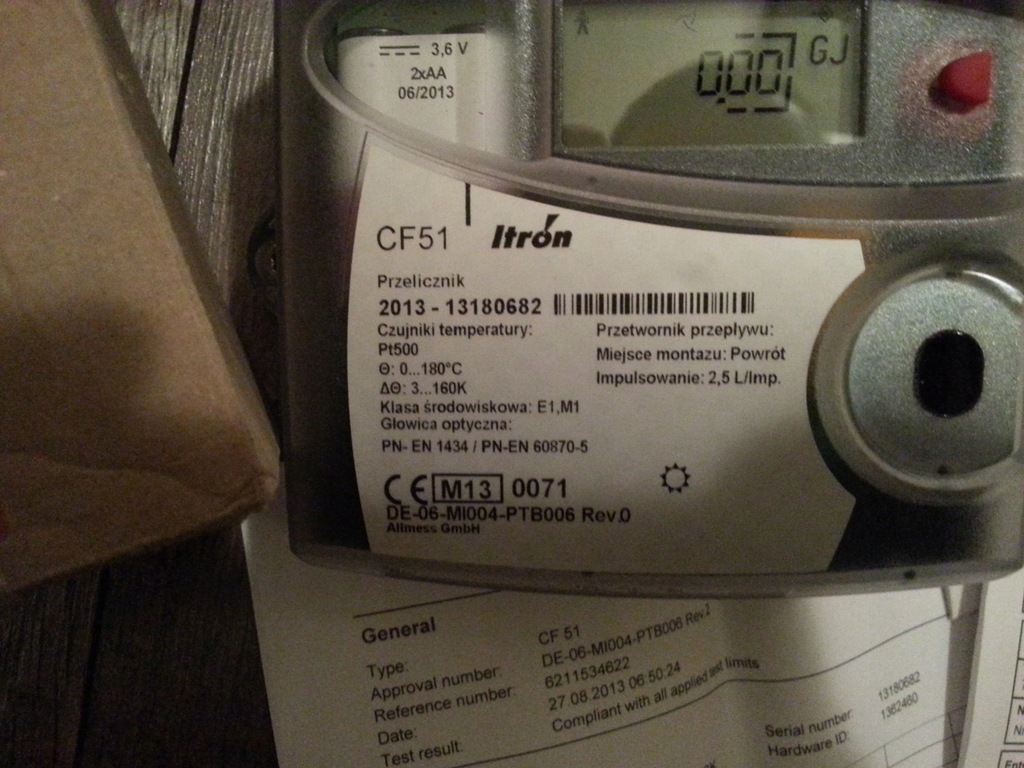 3,6 V
2xAA
06/2013
0,00 GJ
CF51 Itrón
Przelicznik
2013 - 13180682
Czujniki temperatury:
Pt500
Θ: 0...180°C
ΔΘ: 3...160K
Klasa środowiskowa: E1,M1
Głowica optyczna:
PN- EN 1434 / PN-EN 60870-5
Przetwornik przepływu:
Miejsce montażu: Powrót
Impulsowanie: 2,5 L/Imp.
CE M13 0071
DE-06-MI004-PTB006 Rev.0
Allmess GmbH
General
Type: CF 51
Approval number: DE-06-MI004-PTB006 Rev.2
Reference number: 6211534622
Date: 27.08.2013 06:50:24
Test result: Compliant with all applied test limits
Serial number: 13180682
Hardware ID: 1362460